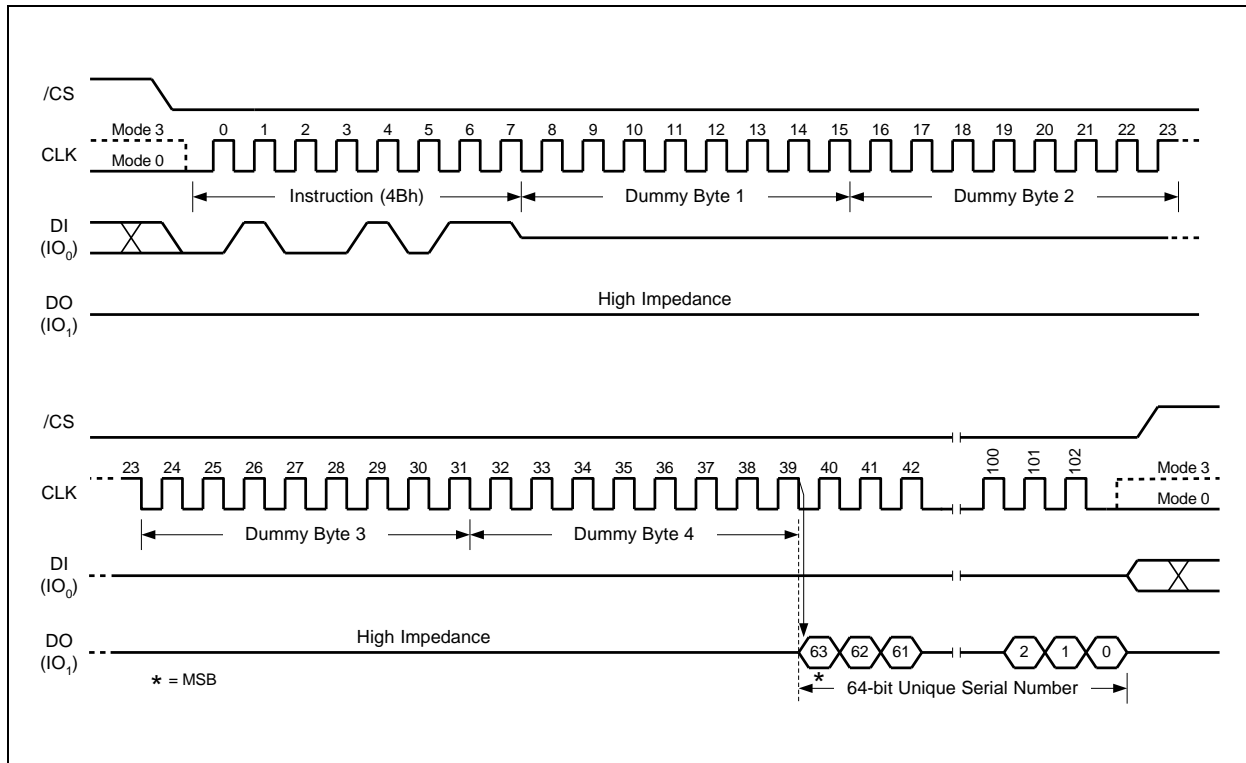 /CS
Mode 3
0 1 2 3 4 5 6 7 8 9 10 11 12 13 14 15 16 17 18 19 20 21 22 23
CLK
Mode 0
Instruction (4Bh) Dummy Byte 1 Dummy Byte 2
DI
(IO0)
High Impedance
DO
(IO1)
/CS
23 24 25 26 27 28 29 30 31 32 33 34 35 36 37 38 39 40 41 42 100 101 102
Mode 3
CLK
Mode 0
Dummy Byte 3 Dummy Byte 4
DI
(IO0)
High Impedance
DO
(IO1)
63 62 61 2 1 0
* = MSB
*
64-bit Unique Serial Number